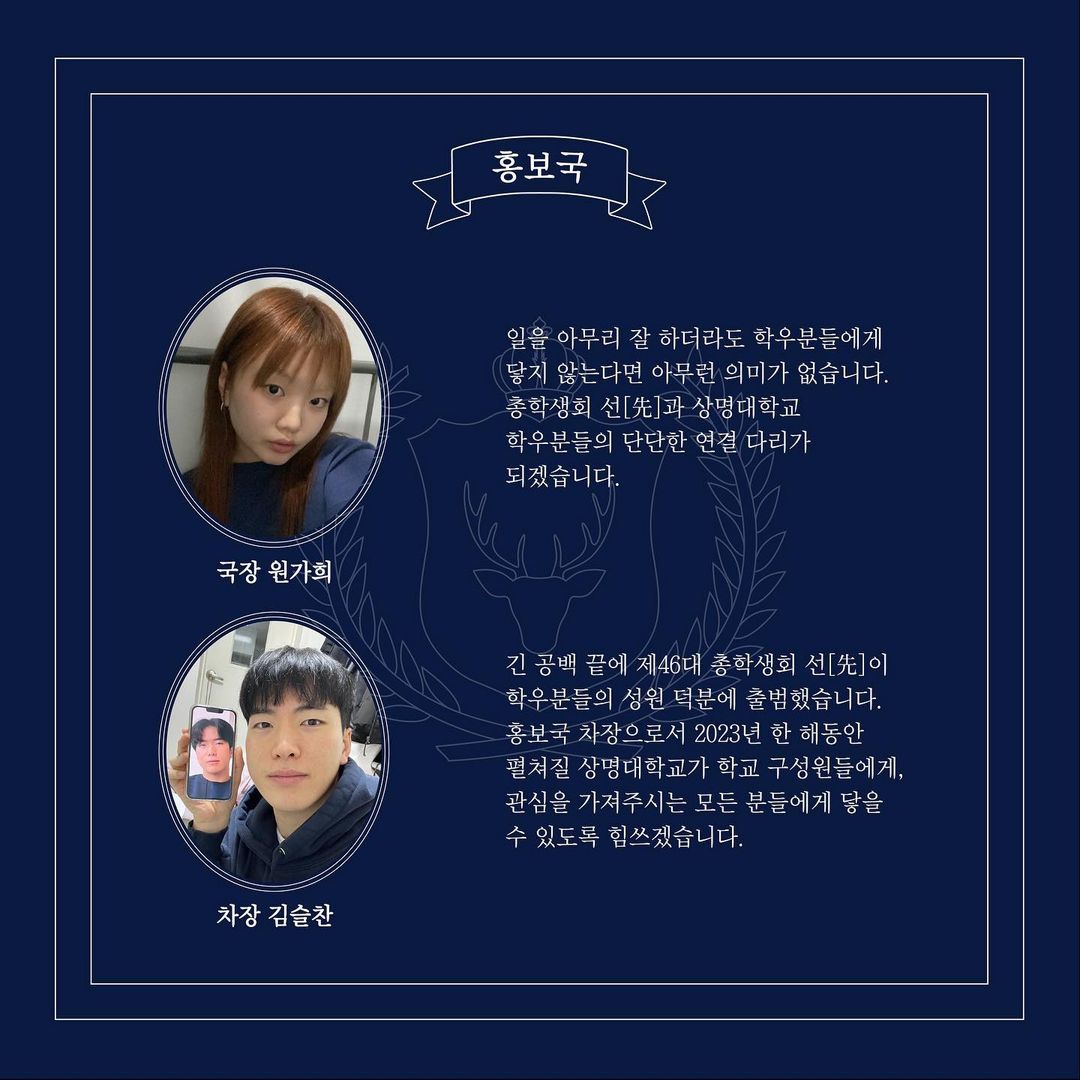 홍보국
일을 아무리 잘 하더라도 학우분들에게
닿지 않는다면 아무런 의미가 없습니다.
총학생회 선[先]과 상명대학교
학우분들의 단단한 연결 다리가
되겠습니다.
국장 원가희
긴 공백 끝에 제46대 총학생회 선[先]이
학우분들의 성원 덕분에 출범했습니다.
홍보국 차장으로서 2023년 한 해동안
펼쳐질 상명대학교가 학교 구성원들에게,
관심을 가져주시는 모든 분들에게 닿을
수 있도록 힘쓰겠습니다.
차장 김슬찬